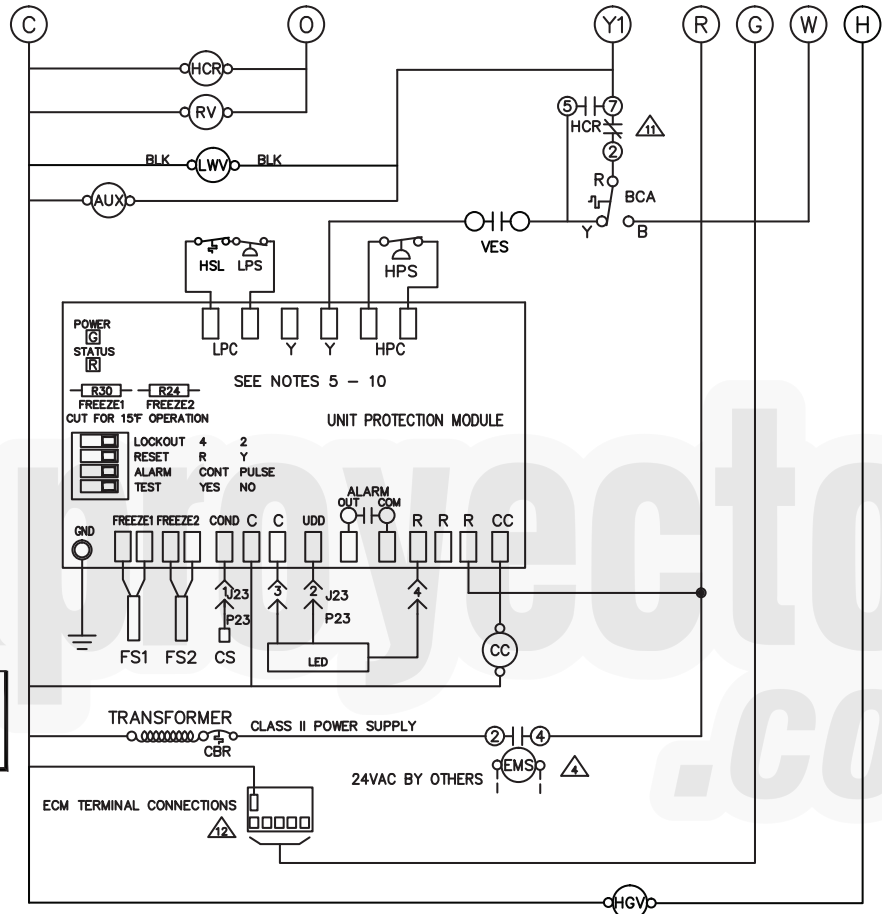 C O Y1 R G W H
HCR
RV
5 7
HCR 11
2
BLK LWV BLK
R
AUX
BCA
Y B
VES
HSL LPS
HPS
LPC Y Y HPC
POWER
G
STATUS
R
SEE NOTES 5 - 10
R30 R24
FREEZE1 FREEZE2
CUT FOR 15°F OPERATION
UNIT PROTECTION MODULE
LOCKOUT 4 2
RESET R Y
ALARM CONT PULSE
TEST YES NO
ALARM
OUT COM
GND
FREEZE1 FREEZE2 COND C C UDD R R R CC
1 J23 3 2 J23 4
P23 P23
FS1 FS2 CS LED CC
TRANSFORMER
CLASS II POWER SUPPLY
CBR
2 4
24VAC BY OTHERS EMS 4
ECM TERMINAL CONNECTIONS
12
HGV
proyecto
.co